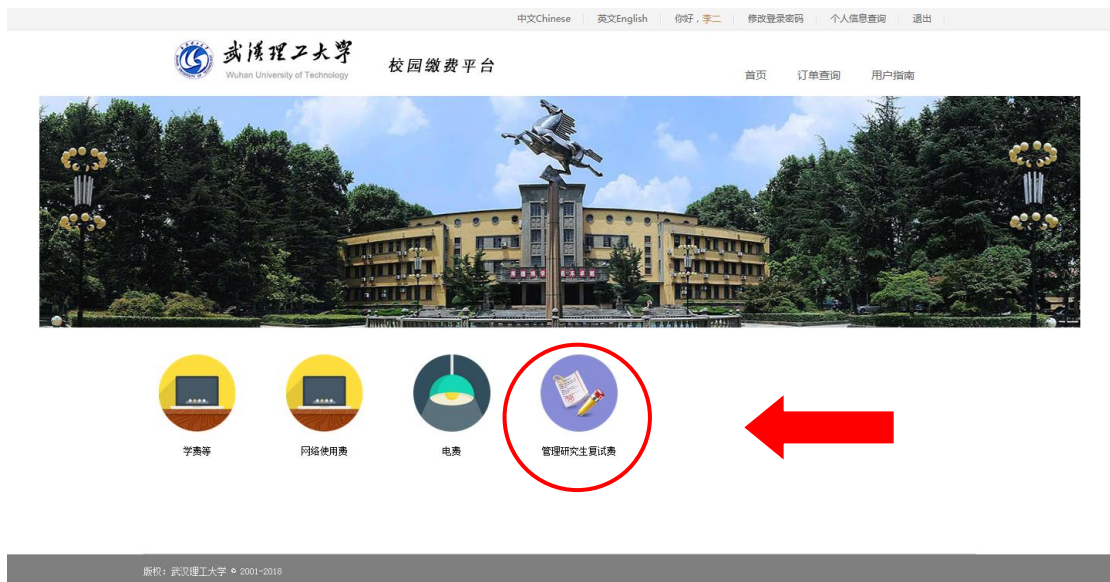 中文Chinese 英文English 你好，李二 修改登录密码 个人信息查询 退出
武汉理工大学
Wuhan University of Technology
校园缴费平台
首页 订单查询 用户指南
学费等 网络使用费 电费 管理研究生复试费
版权：武汉理工大学 © 2001-2018